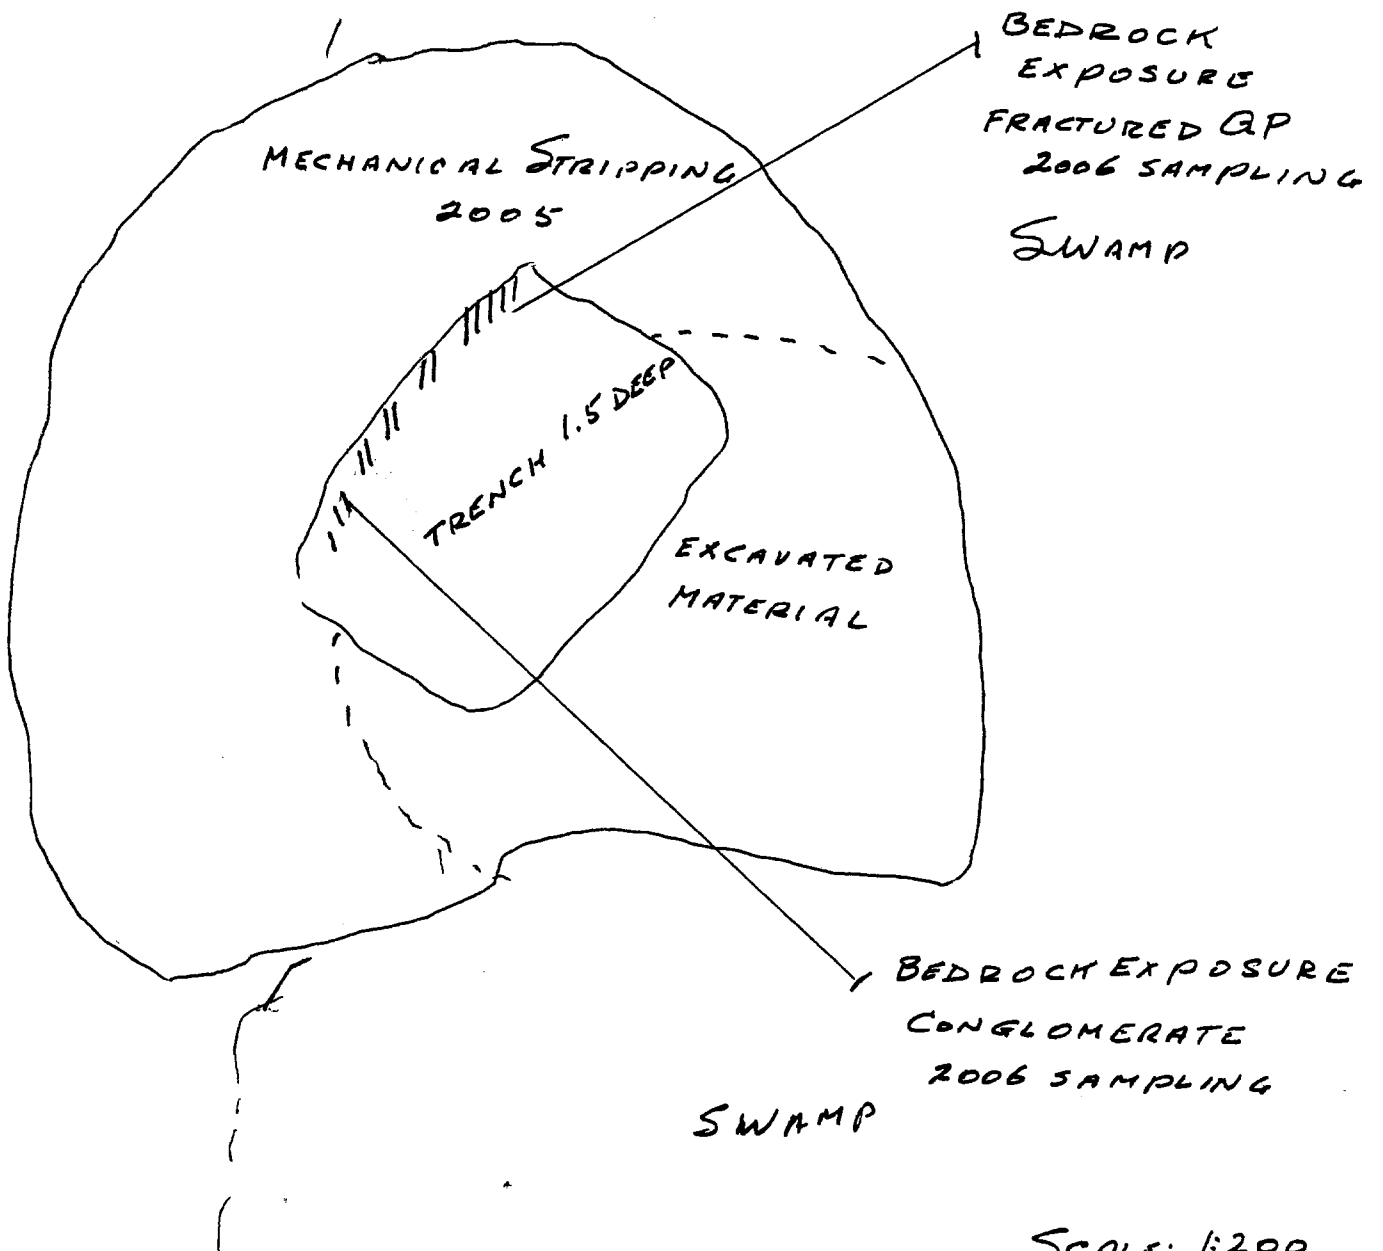 BEDROCK
EXPOSURE
FRACTURED QP
2006 SAMPLING
SWAMP
MECHANICAL STRIPPING
2005
TRENCH 1.5 DEEP
EXCAVATED
MATERIAL
BEDROCK EXPOSURE
CONGLOMERATE
2006 SAMPLING
SWAMP
SCALE: 1:200